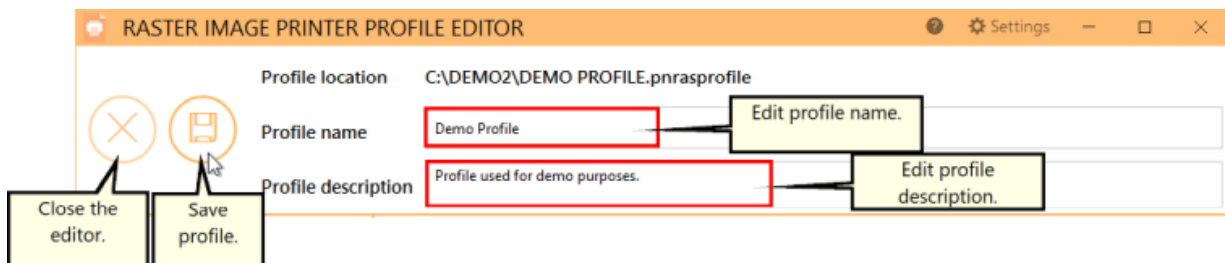 RASTER IMAGE PRINTER PROFILE EDITOR
? Settings
Profile location C:\DEMO2\DEMO PROFILE.pnrasprofile
Profile name Demo Profile
Edit profile name.
Profile description Profile used for demo purposes.
Edit profile
description.
Close the
editor.
Save
profile.